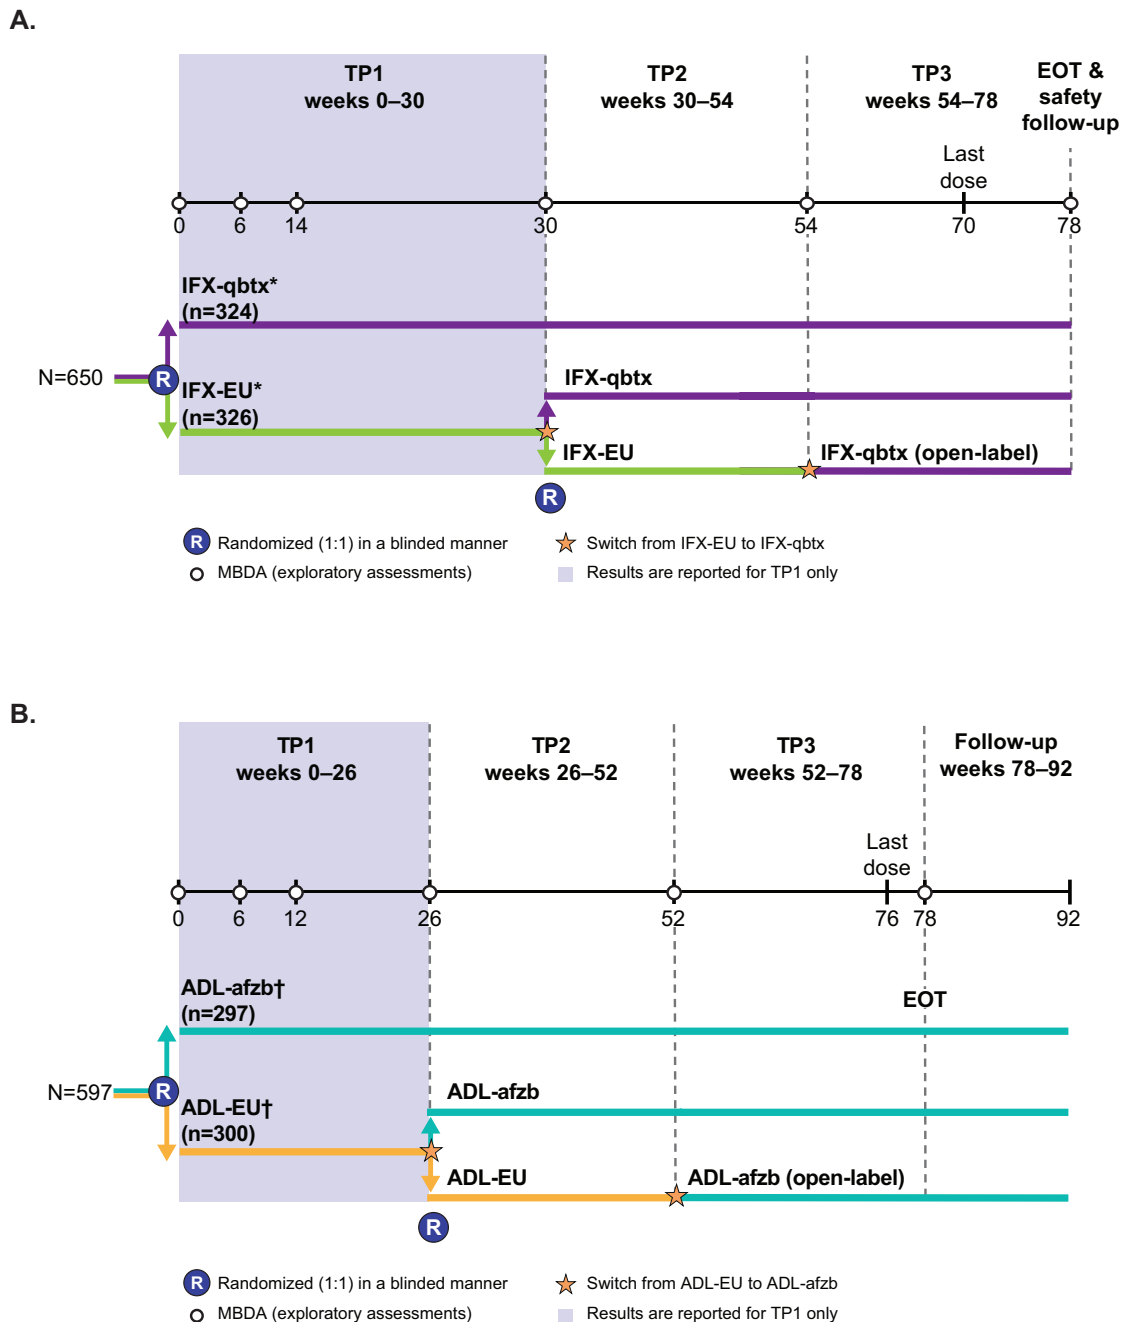 A.
TP1
weeks 0–30
TP2
weeks 30–54
TP3
weeks 54–78
EOT &
safety
follow-up
Last
dose
0
6
14
30
54
70
78
IFX-qbtx*
(n=324)
N=650
R
IFX-EU*
(n=326)
IFX-qbtx
IFX-EU
IFX-qbtx (open-label)
R
R Randomized (1:1) in a blinded manner
Switch from IFX-EU to IFX-qbtx
MBDA (exploratory assessments)
Results are reported for TP1 only
B.
TP1
weeks 0–26
TP2
weeks 26–52
TP3
weeks 52–78
Follow-up
weeks 78–92
Last
dose
0
6
12
26
52
76
78
92
ADL-afzb†
(n=297)
EOT
N=597
R
ADL-EU†
(n=300)
ADL-afzb
ADL-EU
ADL-afzb (open-label)
R
R Randomized (1:1) in a blinded manner
Switch from ADL-EU to ADL-afzb
MBDA (exploratory assessments)
Results are reported for TP1 only